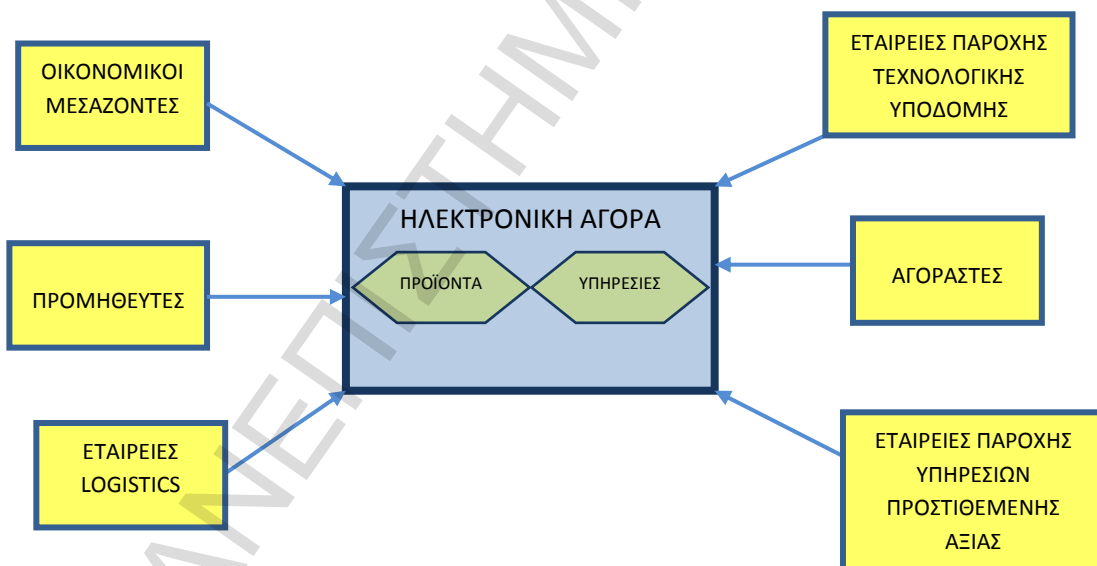 ΟΙΚΟΝΟΜΙΚΟΙ
ΜΕΣΑΖΟΝΤΕΣ
ΕΤΑΙΡΕΙΕΣ ΠΑΡΟΧΗΣ
ΤΕΧΝΟΛΟΓΙΚΗΣ
ΥΠΟΔΟΜΗΣ
ΗΛΕΚΤΡΟΝΙΚΗ ΑΓΟΡΑ
ΠΡΟΪΟΝΤΑ
ΥΠΗΡΕΣΙΕΣ
ΠΡΟΜΗΘΕΥΤΕΣ
ΑΓΟΡΑΣΤΕΣ
ΕΤΑΙΡΕΙΕΣ
LOGISTICS
ΕΤΑΙΡΕΙΕΣ ΠΑΡΟΧΗΣ
ΥΠΗΡΕΣΙΩΝ
ΠΡΟΣΤΙΘΕΜΕΝΗΣ
ΑΞΙΑΣ